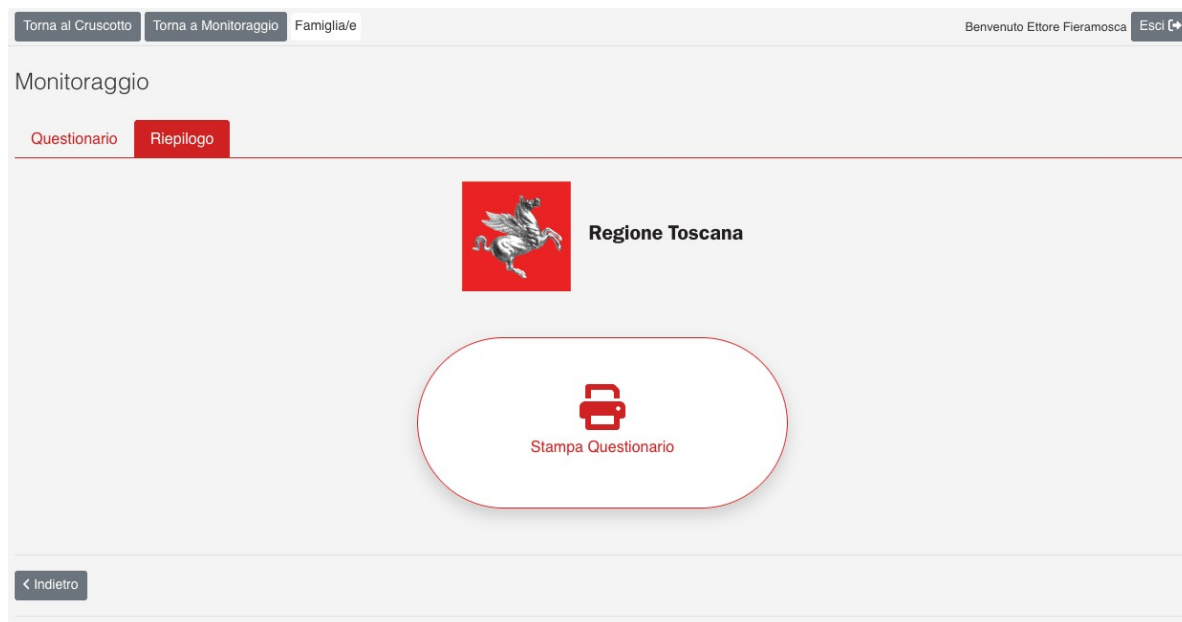 Torna al Cruscotto Torna a Monitoraggio Famiglia/e Benvenuto Ettore Fieramosca Esci
Monitoraggio
Questionario Riepilogo
Regione Toscana
Stampa Questionario
Indietro